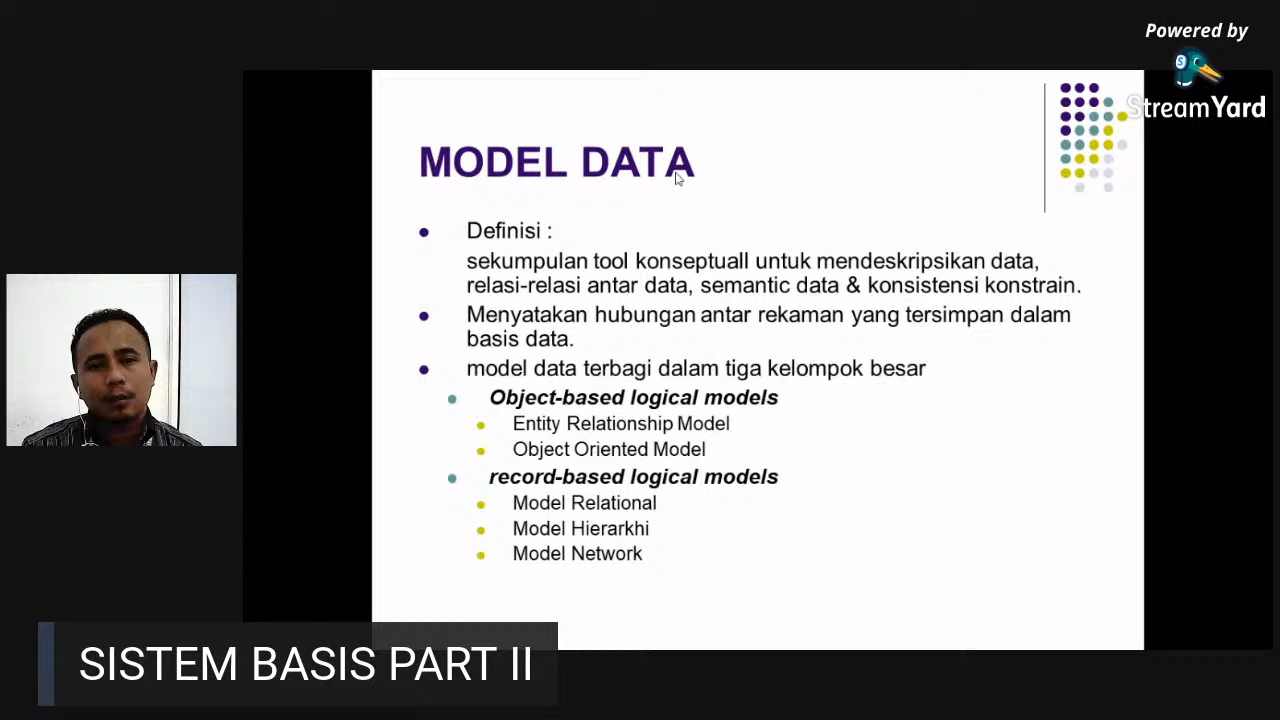 Powered by
StreamYard
MODEL DATA
Definisi :
sekumpulan tool konseptuall untuk mendeskripsikan data,
relasi-relasi antar data, semantic data & konsistensi konstrain.
Menyatakan hubungan antar rekaman yang tersimpan dalam
basis data.
model data terbagi dalam tiga kelompok besar
Object-based logical models
Entity Relationship Model
Object Oriented Model
record-based logical models
Model Relational
Model Hierarkhi
Model Network
SISTEM BASIS PART II